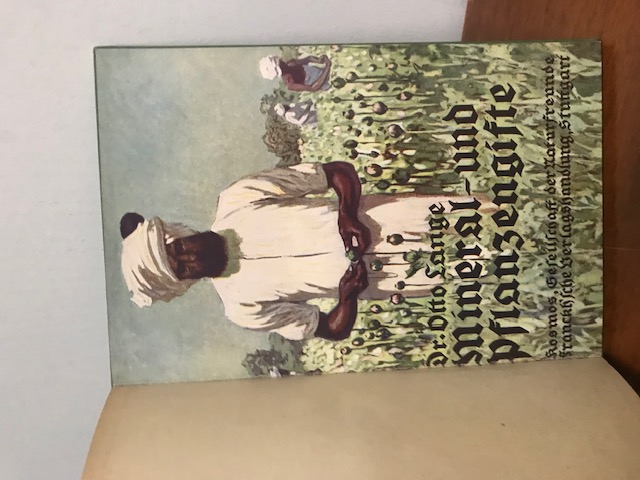 Dr. Otto Lange
Mineral- und
Pflanzengifte
Kosmos, Gesellschaft der Naturfreunde
Franckh'sche Verlagshandlung, Stuttgart